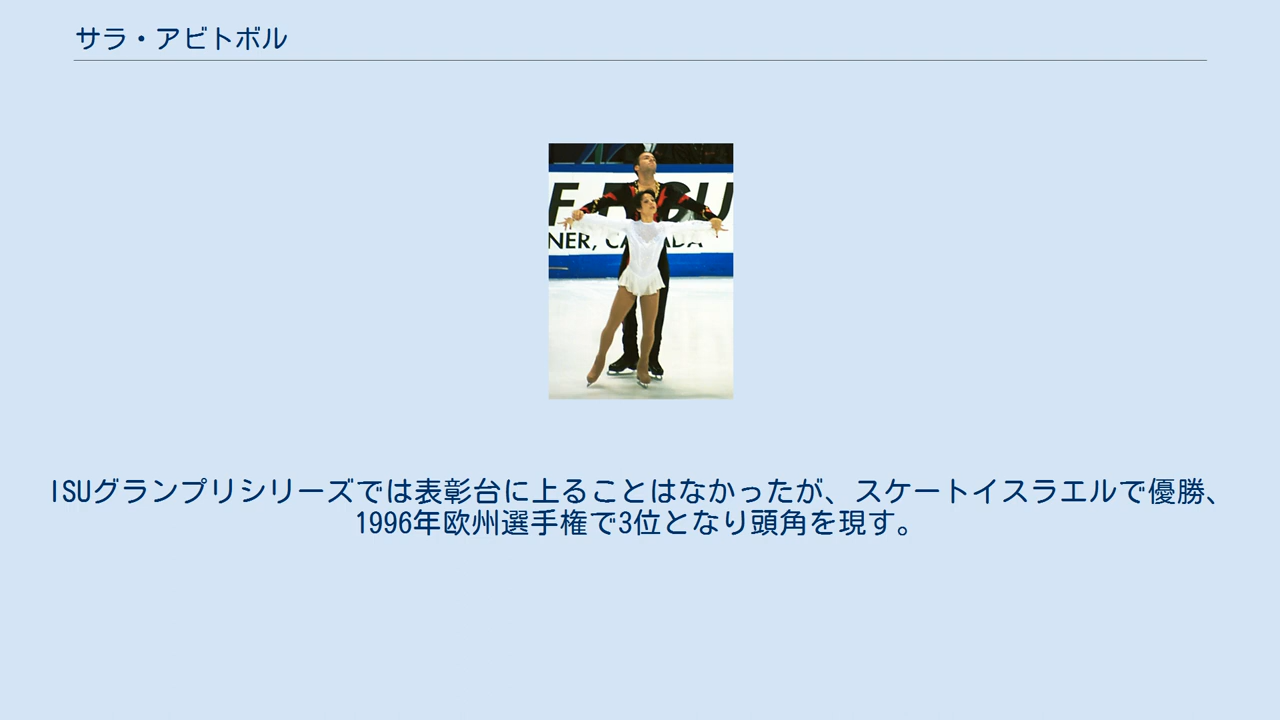 サラ・アビトボル
NER, CANADA
ISUグランプリシリーズでは表彰台に上ることはなかったが、スケートイスラエルで優勝、
1996年欧州選手権で3位となり頭角を現す。